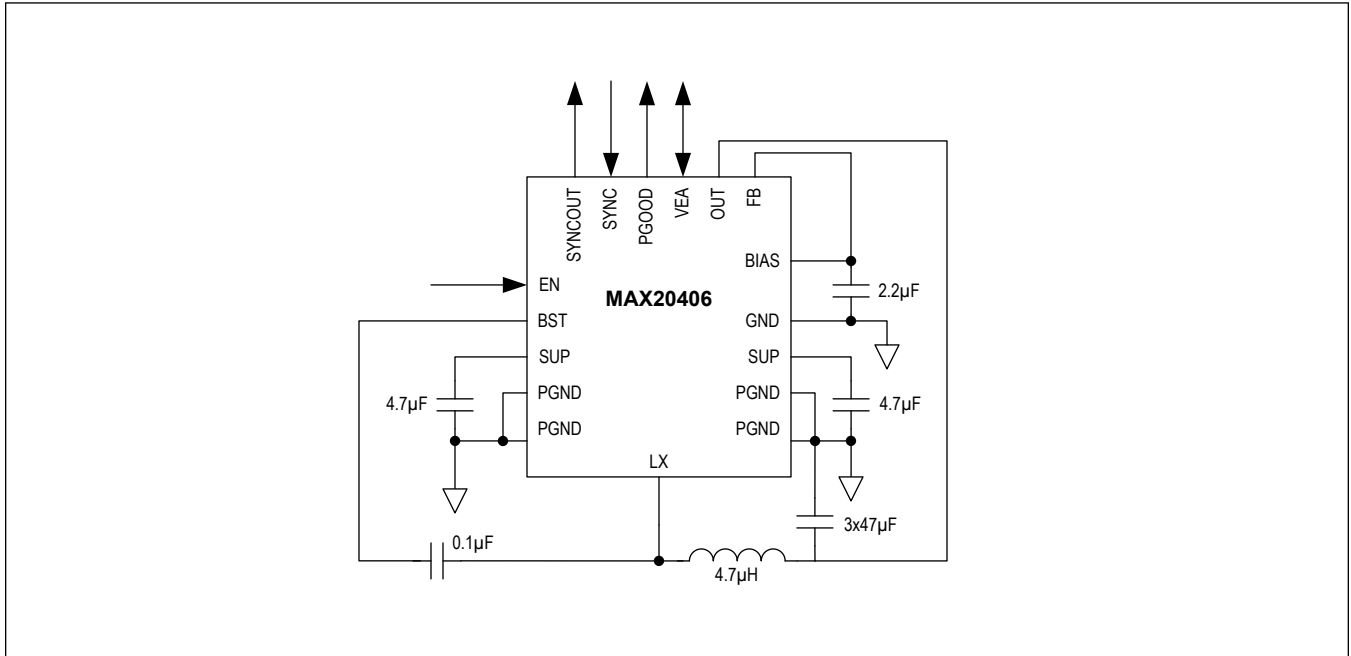 SYNCOUT
SYNC
PGOOD
VEA
OUT
FB
BIAS
2.2µF
EN
MAX20406
BST
GND
SUP
SUP
4.7µF
PGND
PGND
4.7µF
PGND
PGND
LX
3x47µF
0.1µF
4.7µH